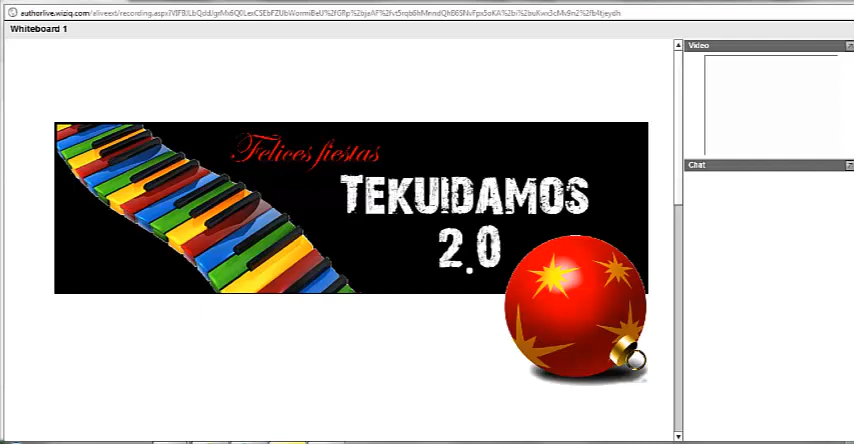 Whiteboard 1
Video
Chat
Felices fiestas
TEKUIDAMOS
2.0